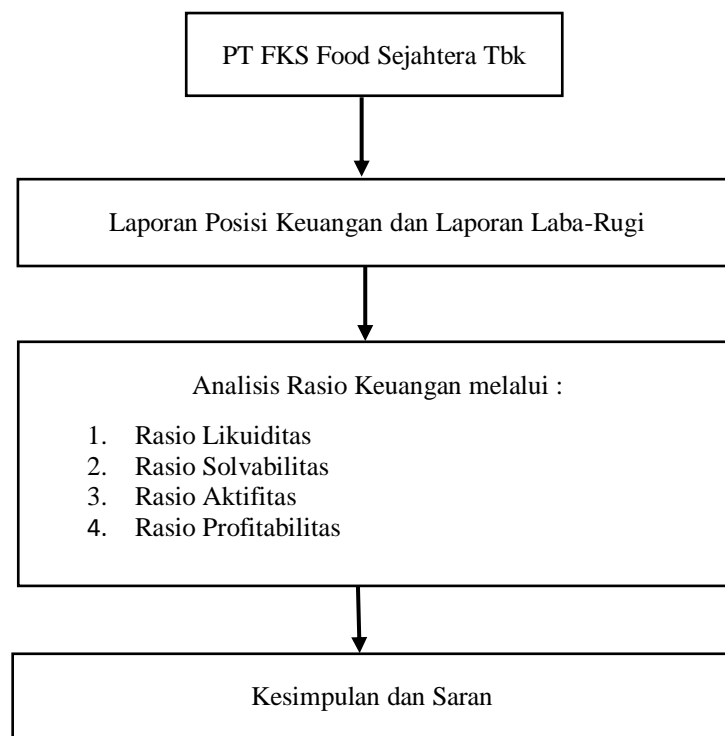 PT FKS Food Sejahtera Tbk
Laporan Posisi Keuangan dan Laporan Laba-Rugi
Analisis Rasio Keuangan melalui :
1. Rasio Likuiditas
2. Rasio Solvabilitas
3. Rasio Aktifitas
4. Rasio Profitabilitas
Kesimpulan dan Saran